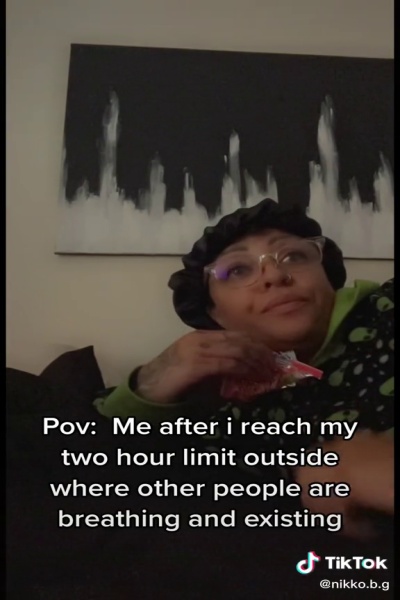 Pov: Me after i reach my
two hour limit outside
where other people are
breathing and existing
TikTok
@nikko.b.g